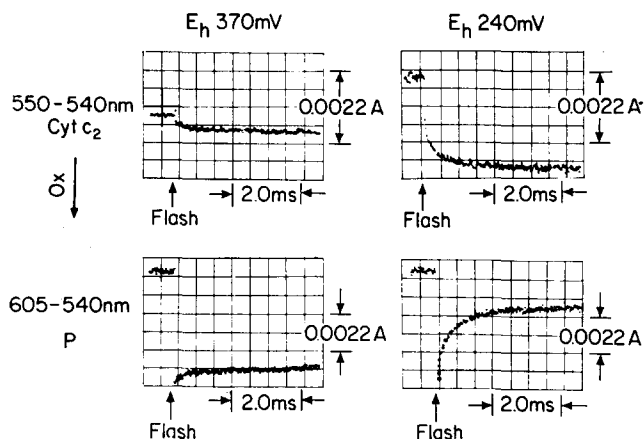 E_h 370mV
E_h 240mV
550-540nm
Cyt c₂
Ox
0.0022 A
0.0022 A
2.0ms
2.0ms
Flash
Flash
605-540nm
P
0.0022 A
0.0022 A
2.0ms
2.0ms
Flash
Flash